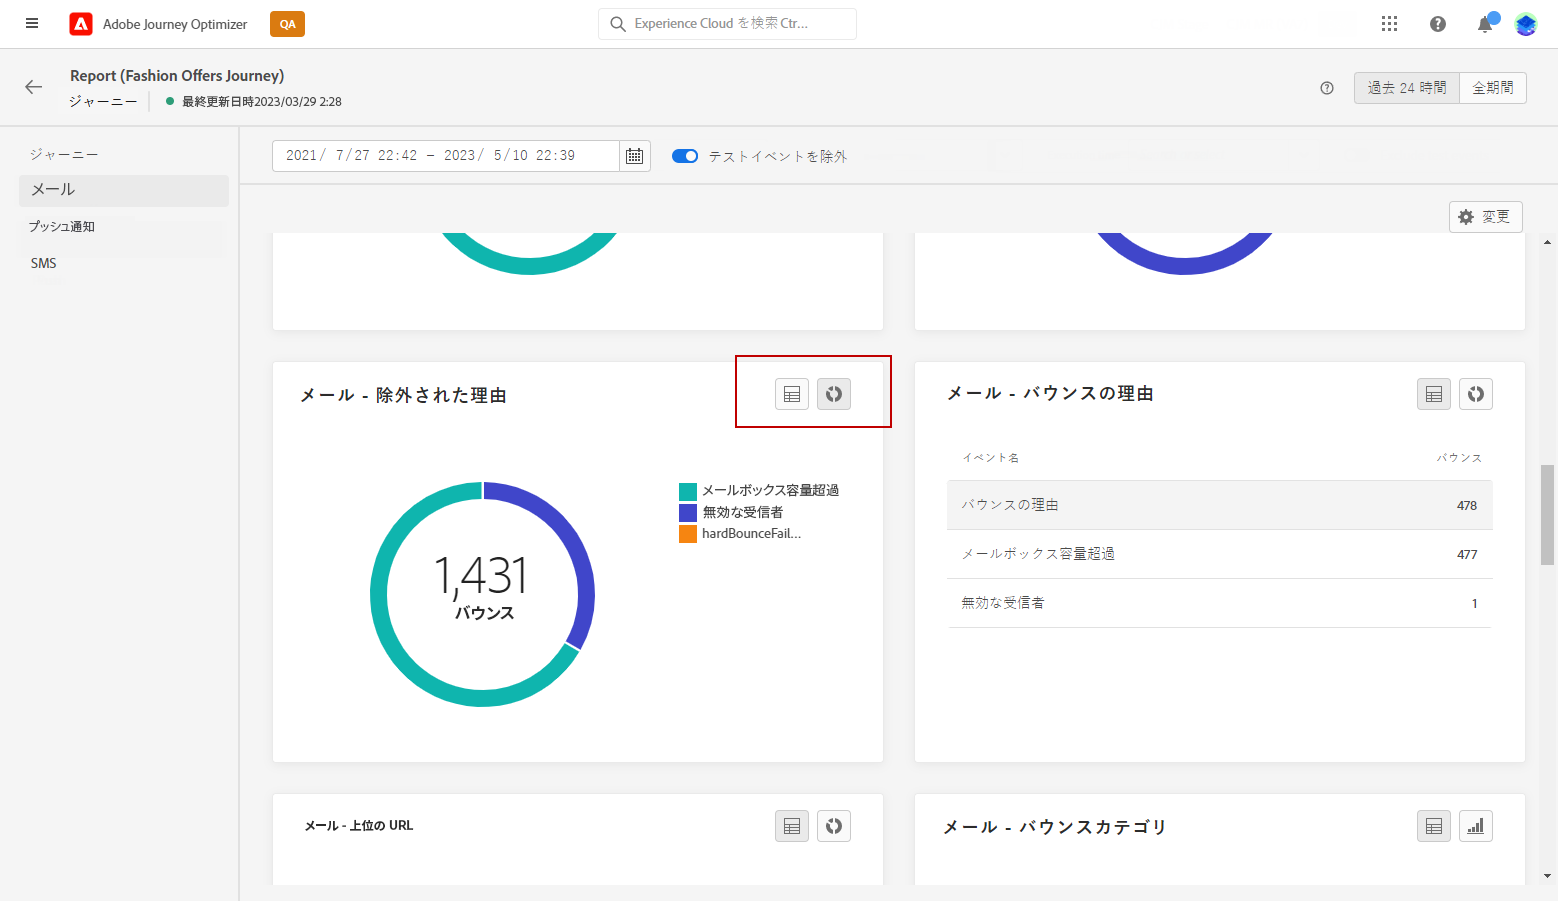 Adobe Journey Optimizer
QA
Experience Cloud を検索 Ctr...
Report (Fashion Offers Journey)
ジャーニー
最終更新日時2023/03/29 2:28
過去 24 時間
全期間
ジャーニー
メール
プッシュ通知
SMS
2021/ 7/27 22:42 – 2023/ 5/10 22:39
テストイベントを除外
変更
メール - 除外された理由
メールボックス容量超過
無効な受信者
hardBounceFail...
1,431
バウンス
メール - バウンスの理由
イベント名
バウンス
バウンスの理由
478
メールボックス容量超過
477
無効な受信者
1
メール - 上位の URL
メール - バウンスカテゴリ